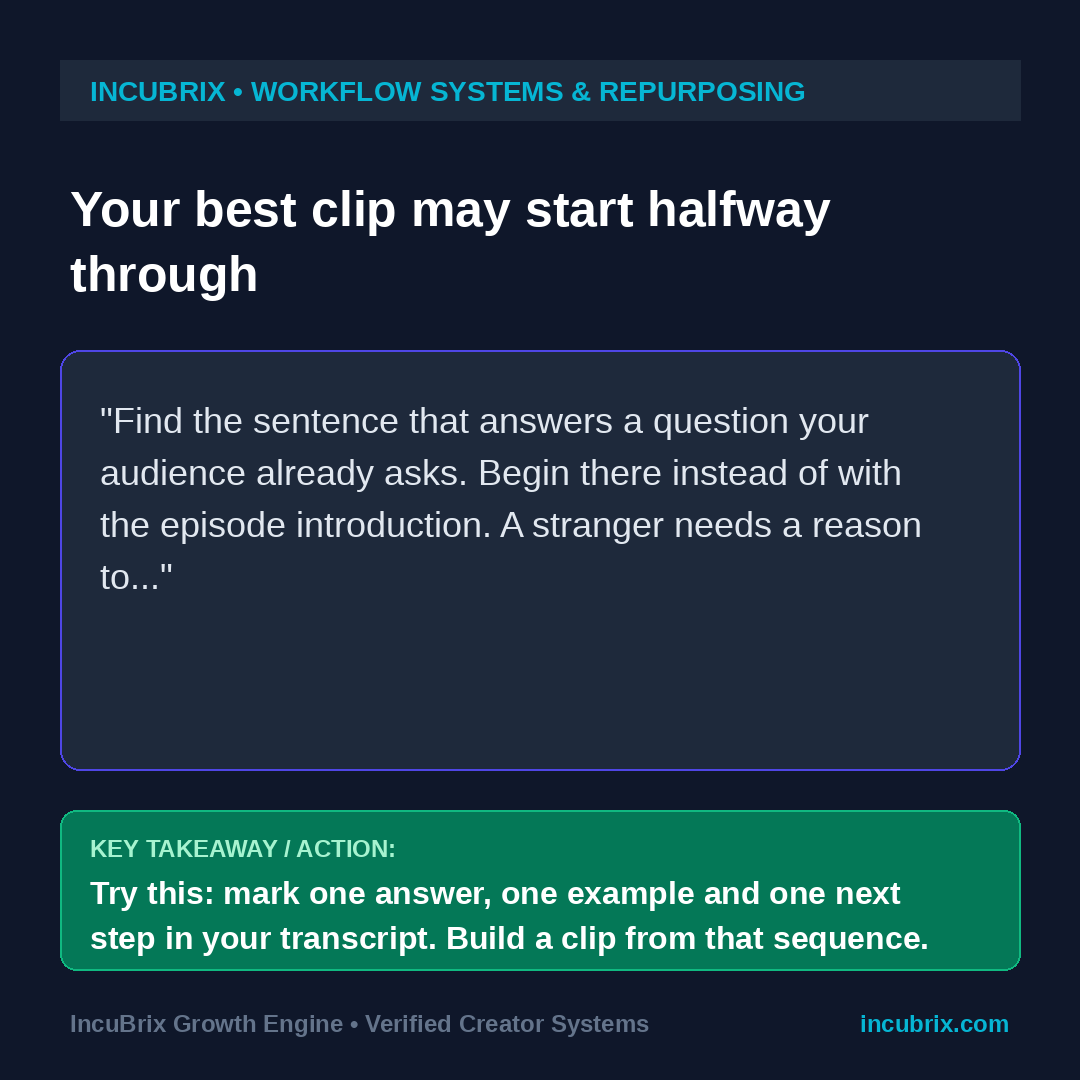 INCUBRIX • WORKFLOW SYSTEMS & REPURPOSING
Your best clip may start halfway
through
"Find the sentence that answers a question your
audience already asks. Begin there instead of with
the episode introduction. A stranger needs a reason
to..."
KEY TAKEAWAY / ACTION:
Try this: mark one answer, one example and one next
step in your transcript. Build a clip from that sequence.
IncuBrix Growth Engine • Verified Creator Systems
incubrix.com